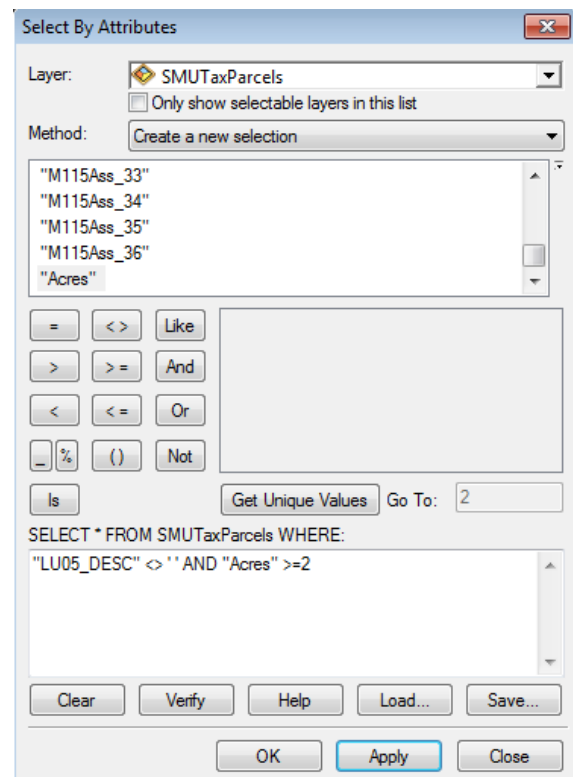 Select By Attributes
Layer: SMUTaxParcels
Only show selectable layers in this list
Method: Create a new selection
"M115Ass_33"
"M115Ass_34"
"M115Ass_35"
"M115Ass_36"
"Acres"
= < > Like
> > = And
< < = Or
_ % ( ) Not
Is Get Unique Values Go To: 2
SELECT * FROM SMUTaxParcels WHERE:
"LU05_DESC" <> ' ' AND "Acres" >=2
Clear Verify Help Load... Save...
OK Apply Close